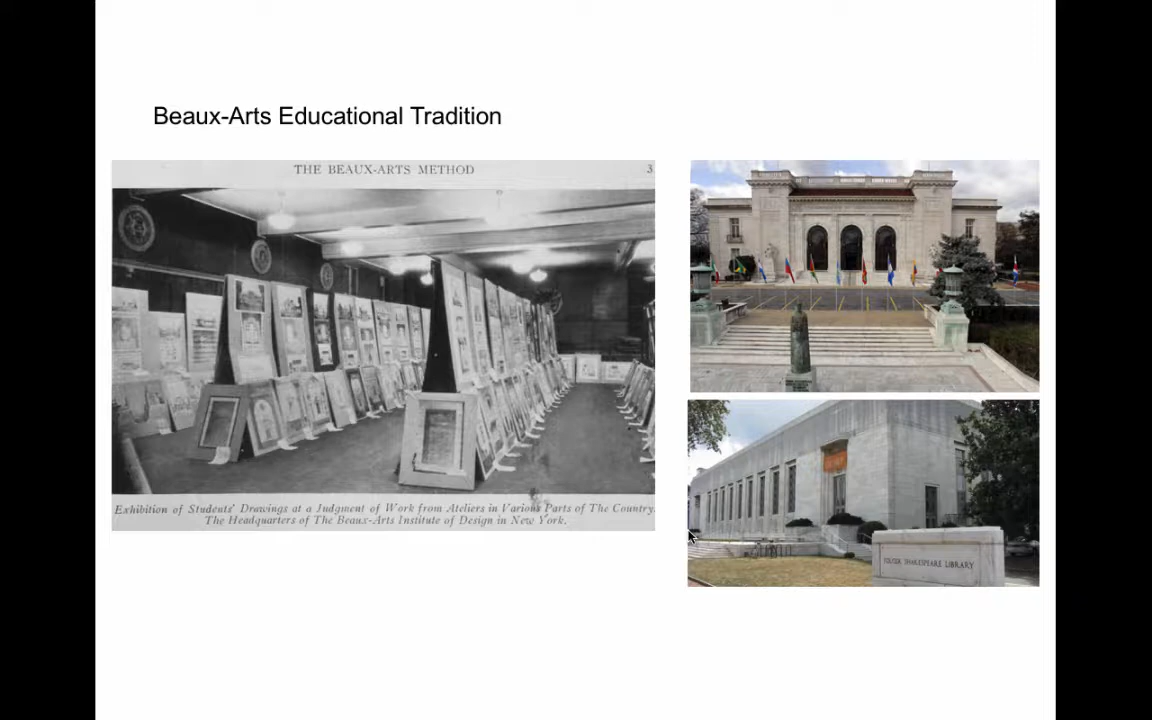 Beaux-Arts Educational Tradition
THE BEAUX-ARTS METHOD
3
Exhibition of Students' Drawings at a Judgment of Work from Ateliers in Various Parts of The Country.
The Headquarters of The Beaux-Arts Institute of Design in New York.
FOLGER SHAKESPEARE LIBRARY